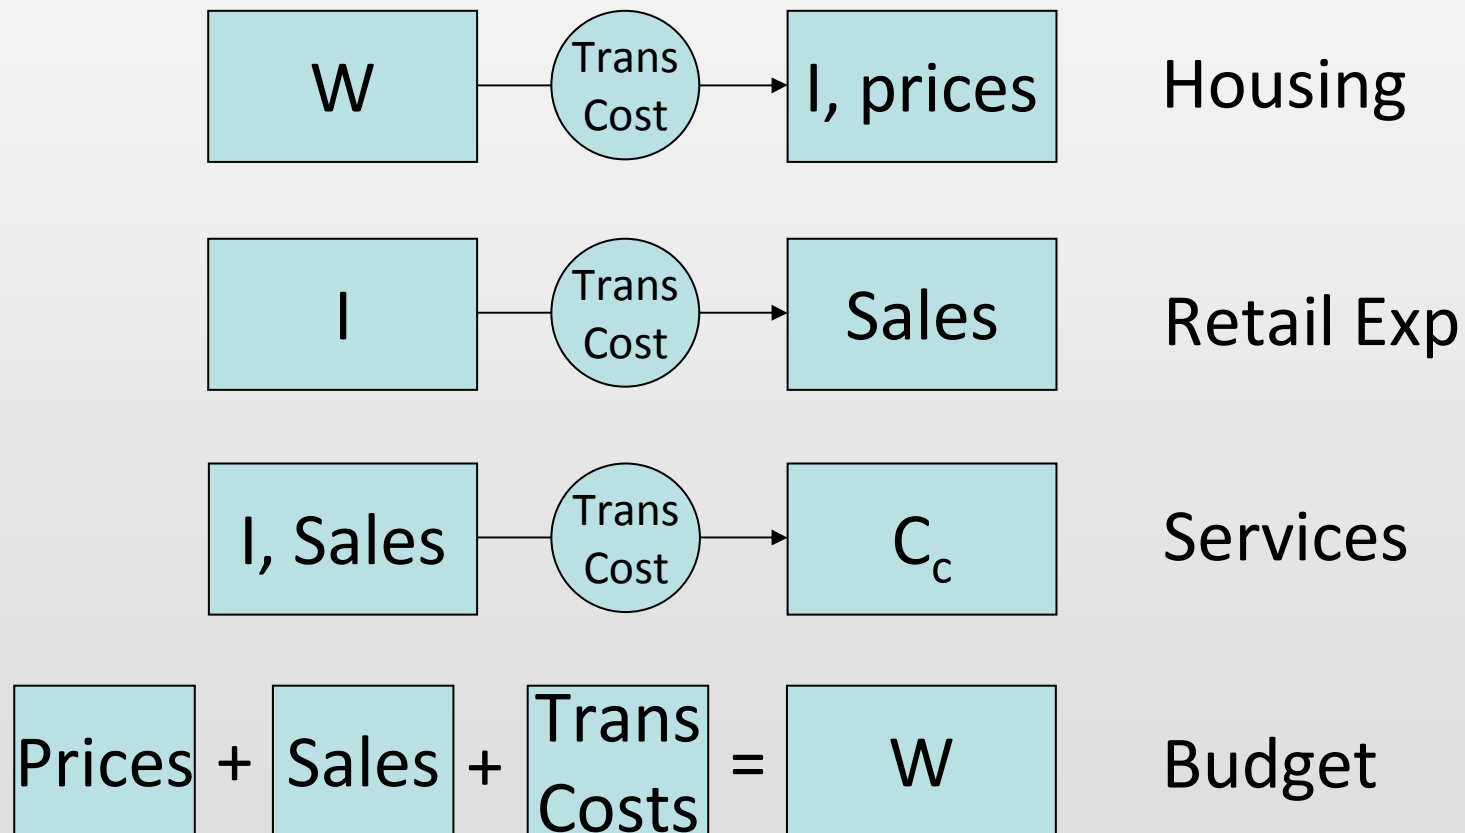 W
Trans
Cost
I, prices
Housing
I
Trans
Cost
Sales
Retail Exp
I, Sales
Trans
Cost
Cc
Services
Prices + Sales + Trans Costs = W
Budget